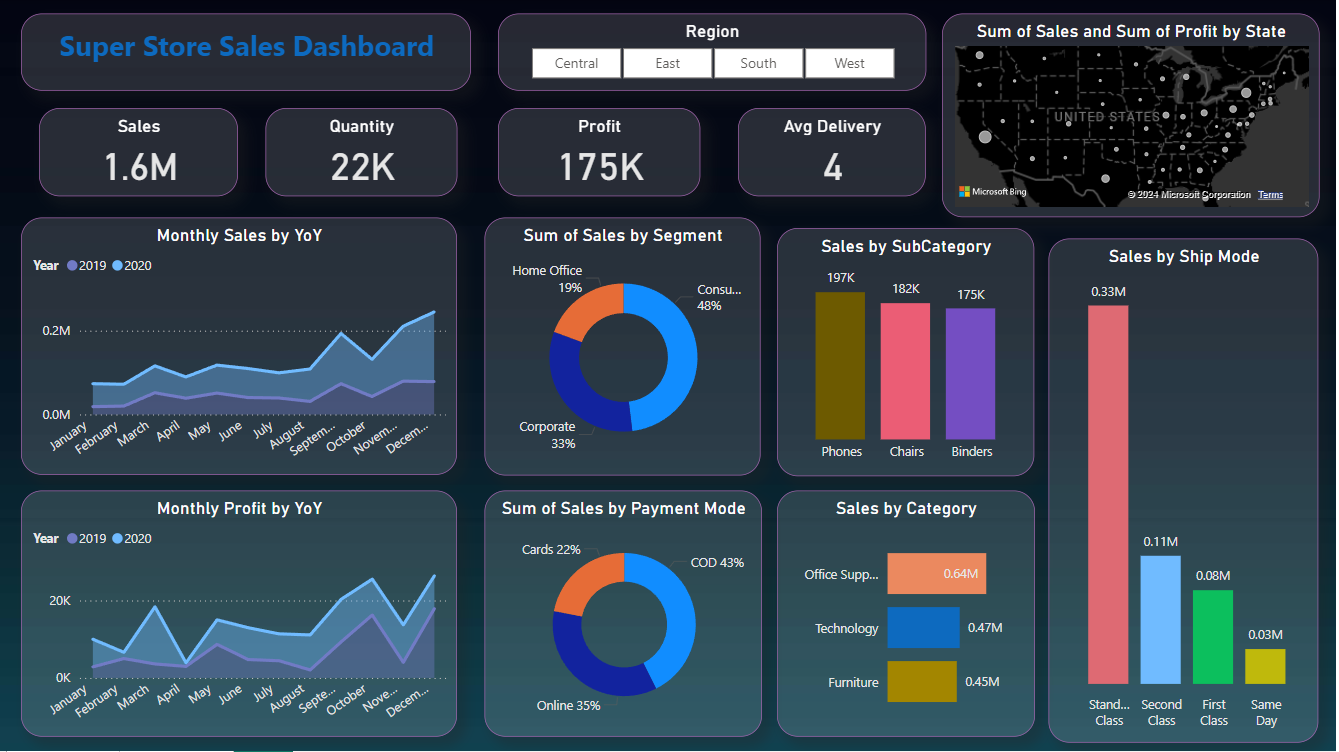 Super Store Sales Dashboard
Region
Central East South West
Sum of Sales and Sum of Profit by State
UNITED STATES
Microsoft Bing
© 2024 Microsoft Corporation Terms
Sales
1.6M
Quantity
22K
Profit
175K
Avg Delivery
4
Monthly Sales by YoY
Year 2019 2020
0.2M
0.0M
January February March April May June July August Septem... October Novem... Decem...
Sum of Sales by Segment
Home Office
19%
Consu...
48%
Corporate
33%
Sales by SubCategory
197K
182K
175K
Phones Chairs Binders
Sales by Ship Mode
0.33M
0.11M
0.08M
0.03M
Stand... Second First Same
Class Class Class Day
Monthly Profit by YoY
Year 2019 2020
20K
0K
January February March April May June July August Septe... October Nove... Decem...
Sum of Sales by Payment Mode
Cards 22%
COD 43%
Online 35%
Sales by Category
Office Supp... 0.64M
Technology 0.47M
Furniture 0.45M